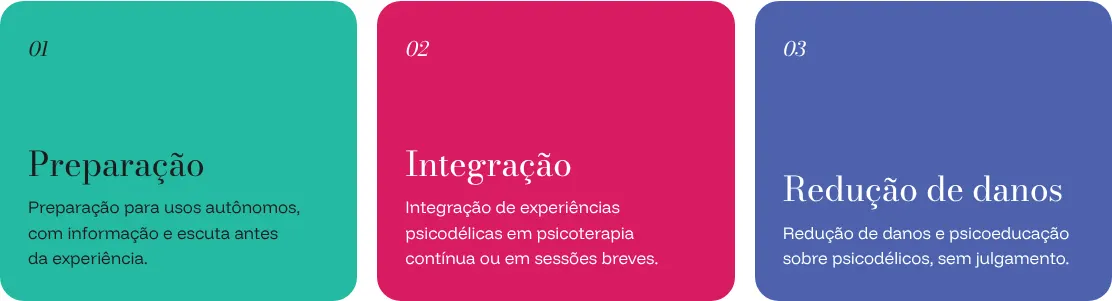 01
Preparação
Preparação para usos autônomos,
com informação e escuta antes
da experiência.
02
Integração
Integração de experiências
psicodélicas em psicoterapia
contínua ou em sessões breves.
03
Redução de danos
Redução de danos e psicoeducação
sobre psicodélicos, sem julgamento.